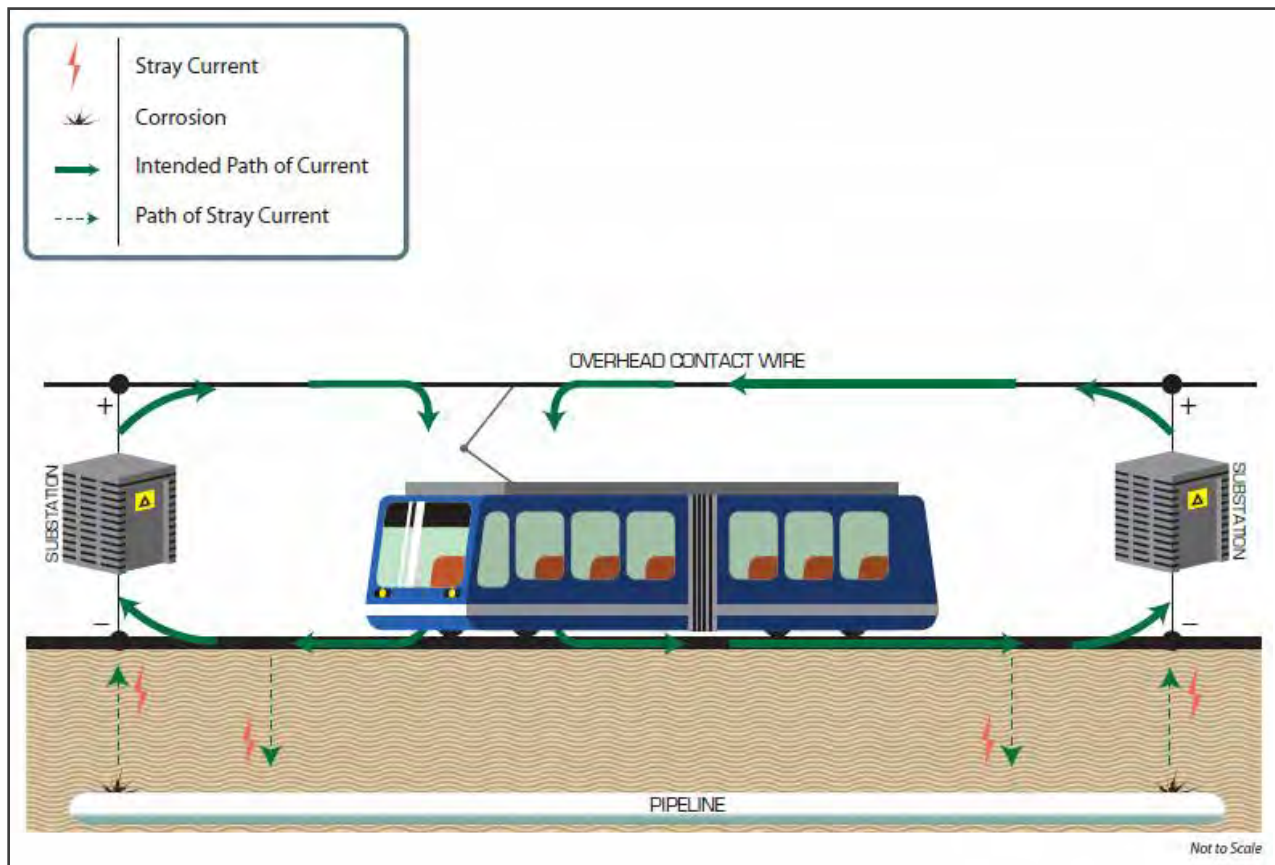 Stray Current
Corrosion
Intended Path of Current
Path of Stray Current
OVERHEAD CONTACT WIRE
+
+
SUBSTATION
SUBSTATION
−
−
PIPELINE
Not to Scale